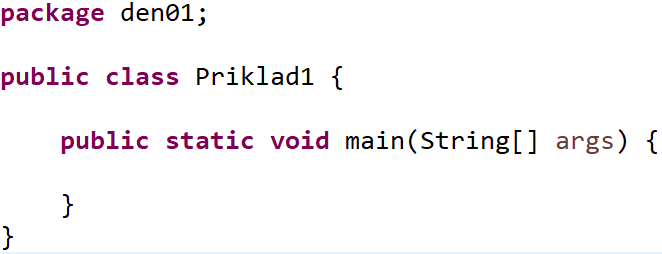 package den01;
public class Priklad1 {
public static void main(String[] args) {
}
}